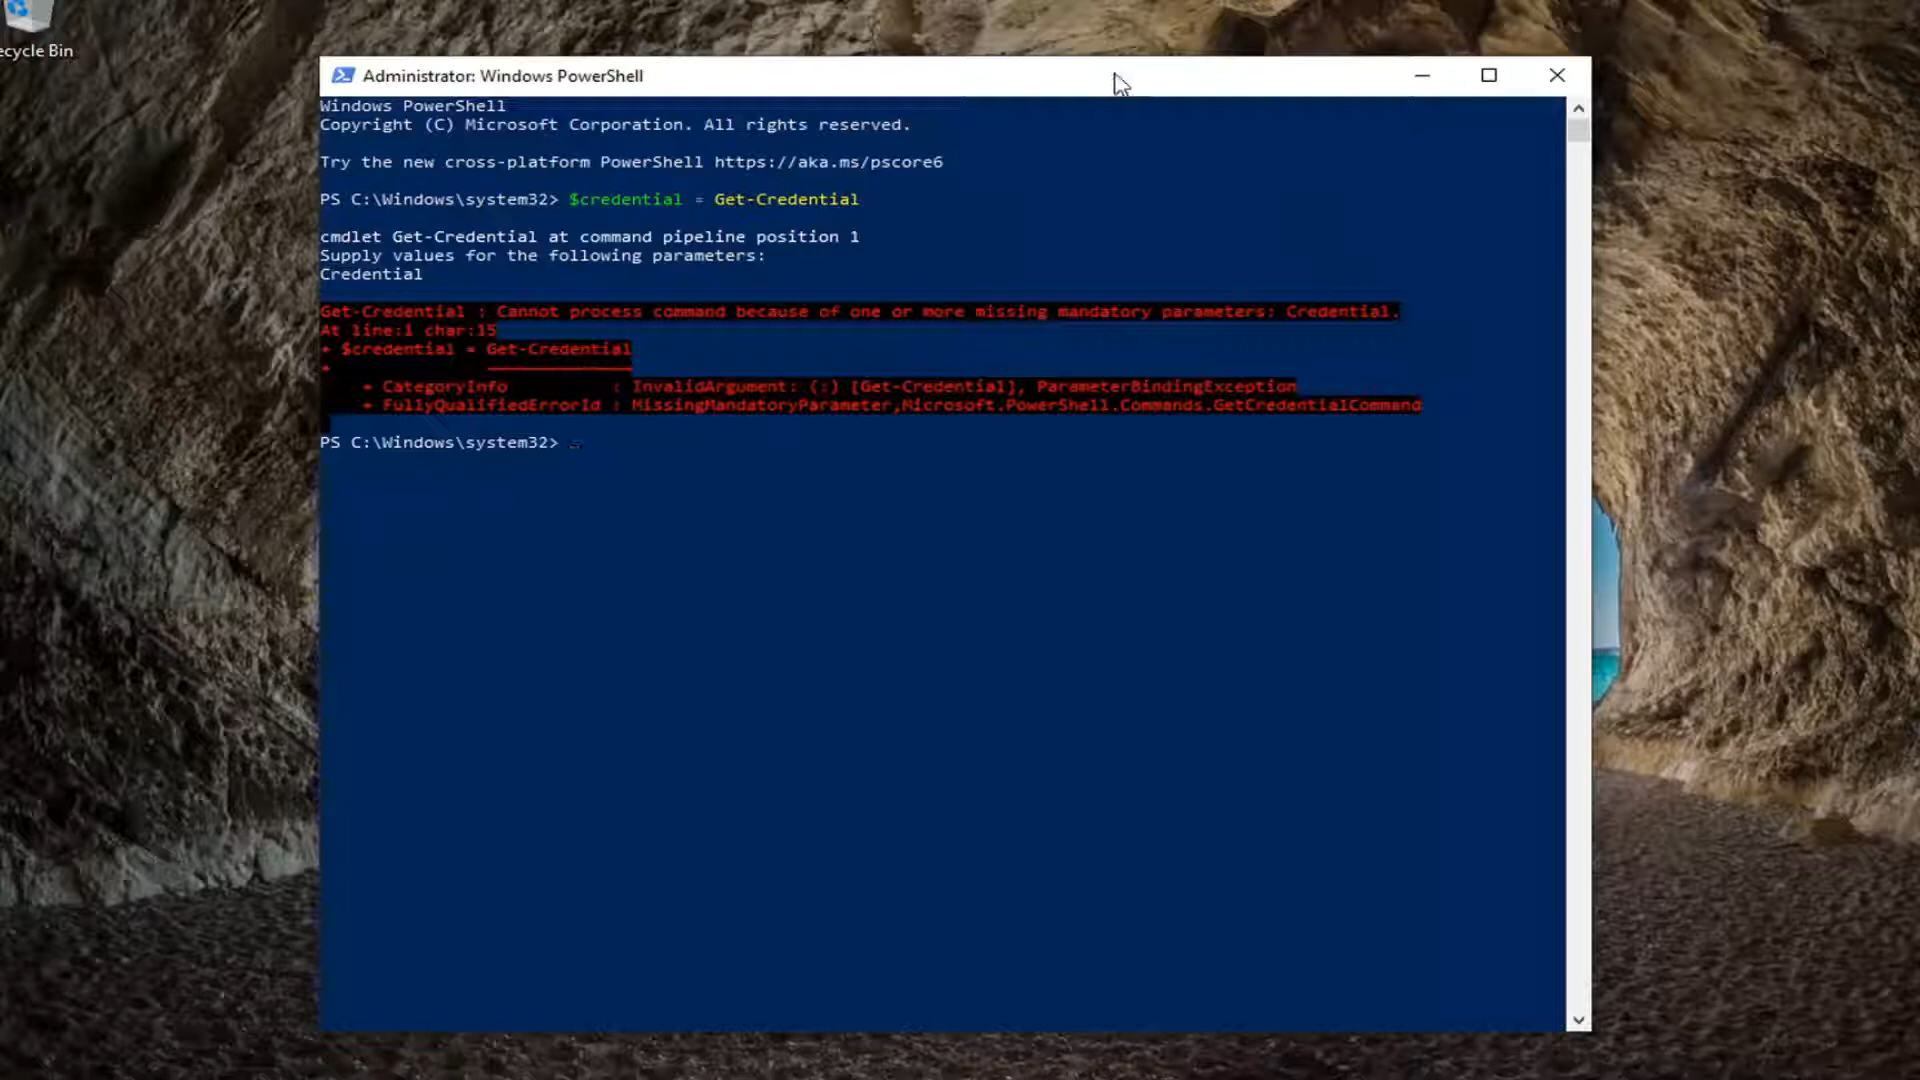 ecycle Bin
Administrator: Windows PowerShell
Windows PowerShell
Copyright (C) Microsoft Corporation. All rights reserved.
Try the new cross-platform PowerShell https://aka.ms/pscore6
PS C:\Windows\system32> $credential = Get-Credential
cmdlet Get-Credential at command pipeline position 1
Supply values for the following parameters:
Credential
Get-Credential : Cannot process command because of one or more missing mandatory parameters: Credential.
At line:1 char:15
+ $credential = Get-Credential
+
+ CategoryInfo : InvalidArgument: (:) [Get-Credential], ParameterBindingException
+ FullyQualifiedErrorId : MissingMandatoryParameter,Microsoft.PowerShell.Commands.GetCredentialCommand
PS C:\Windows\system32>